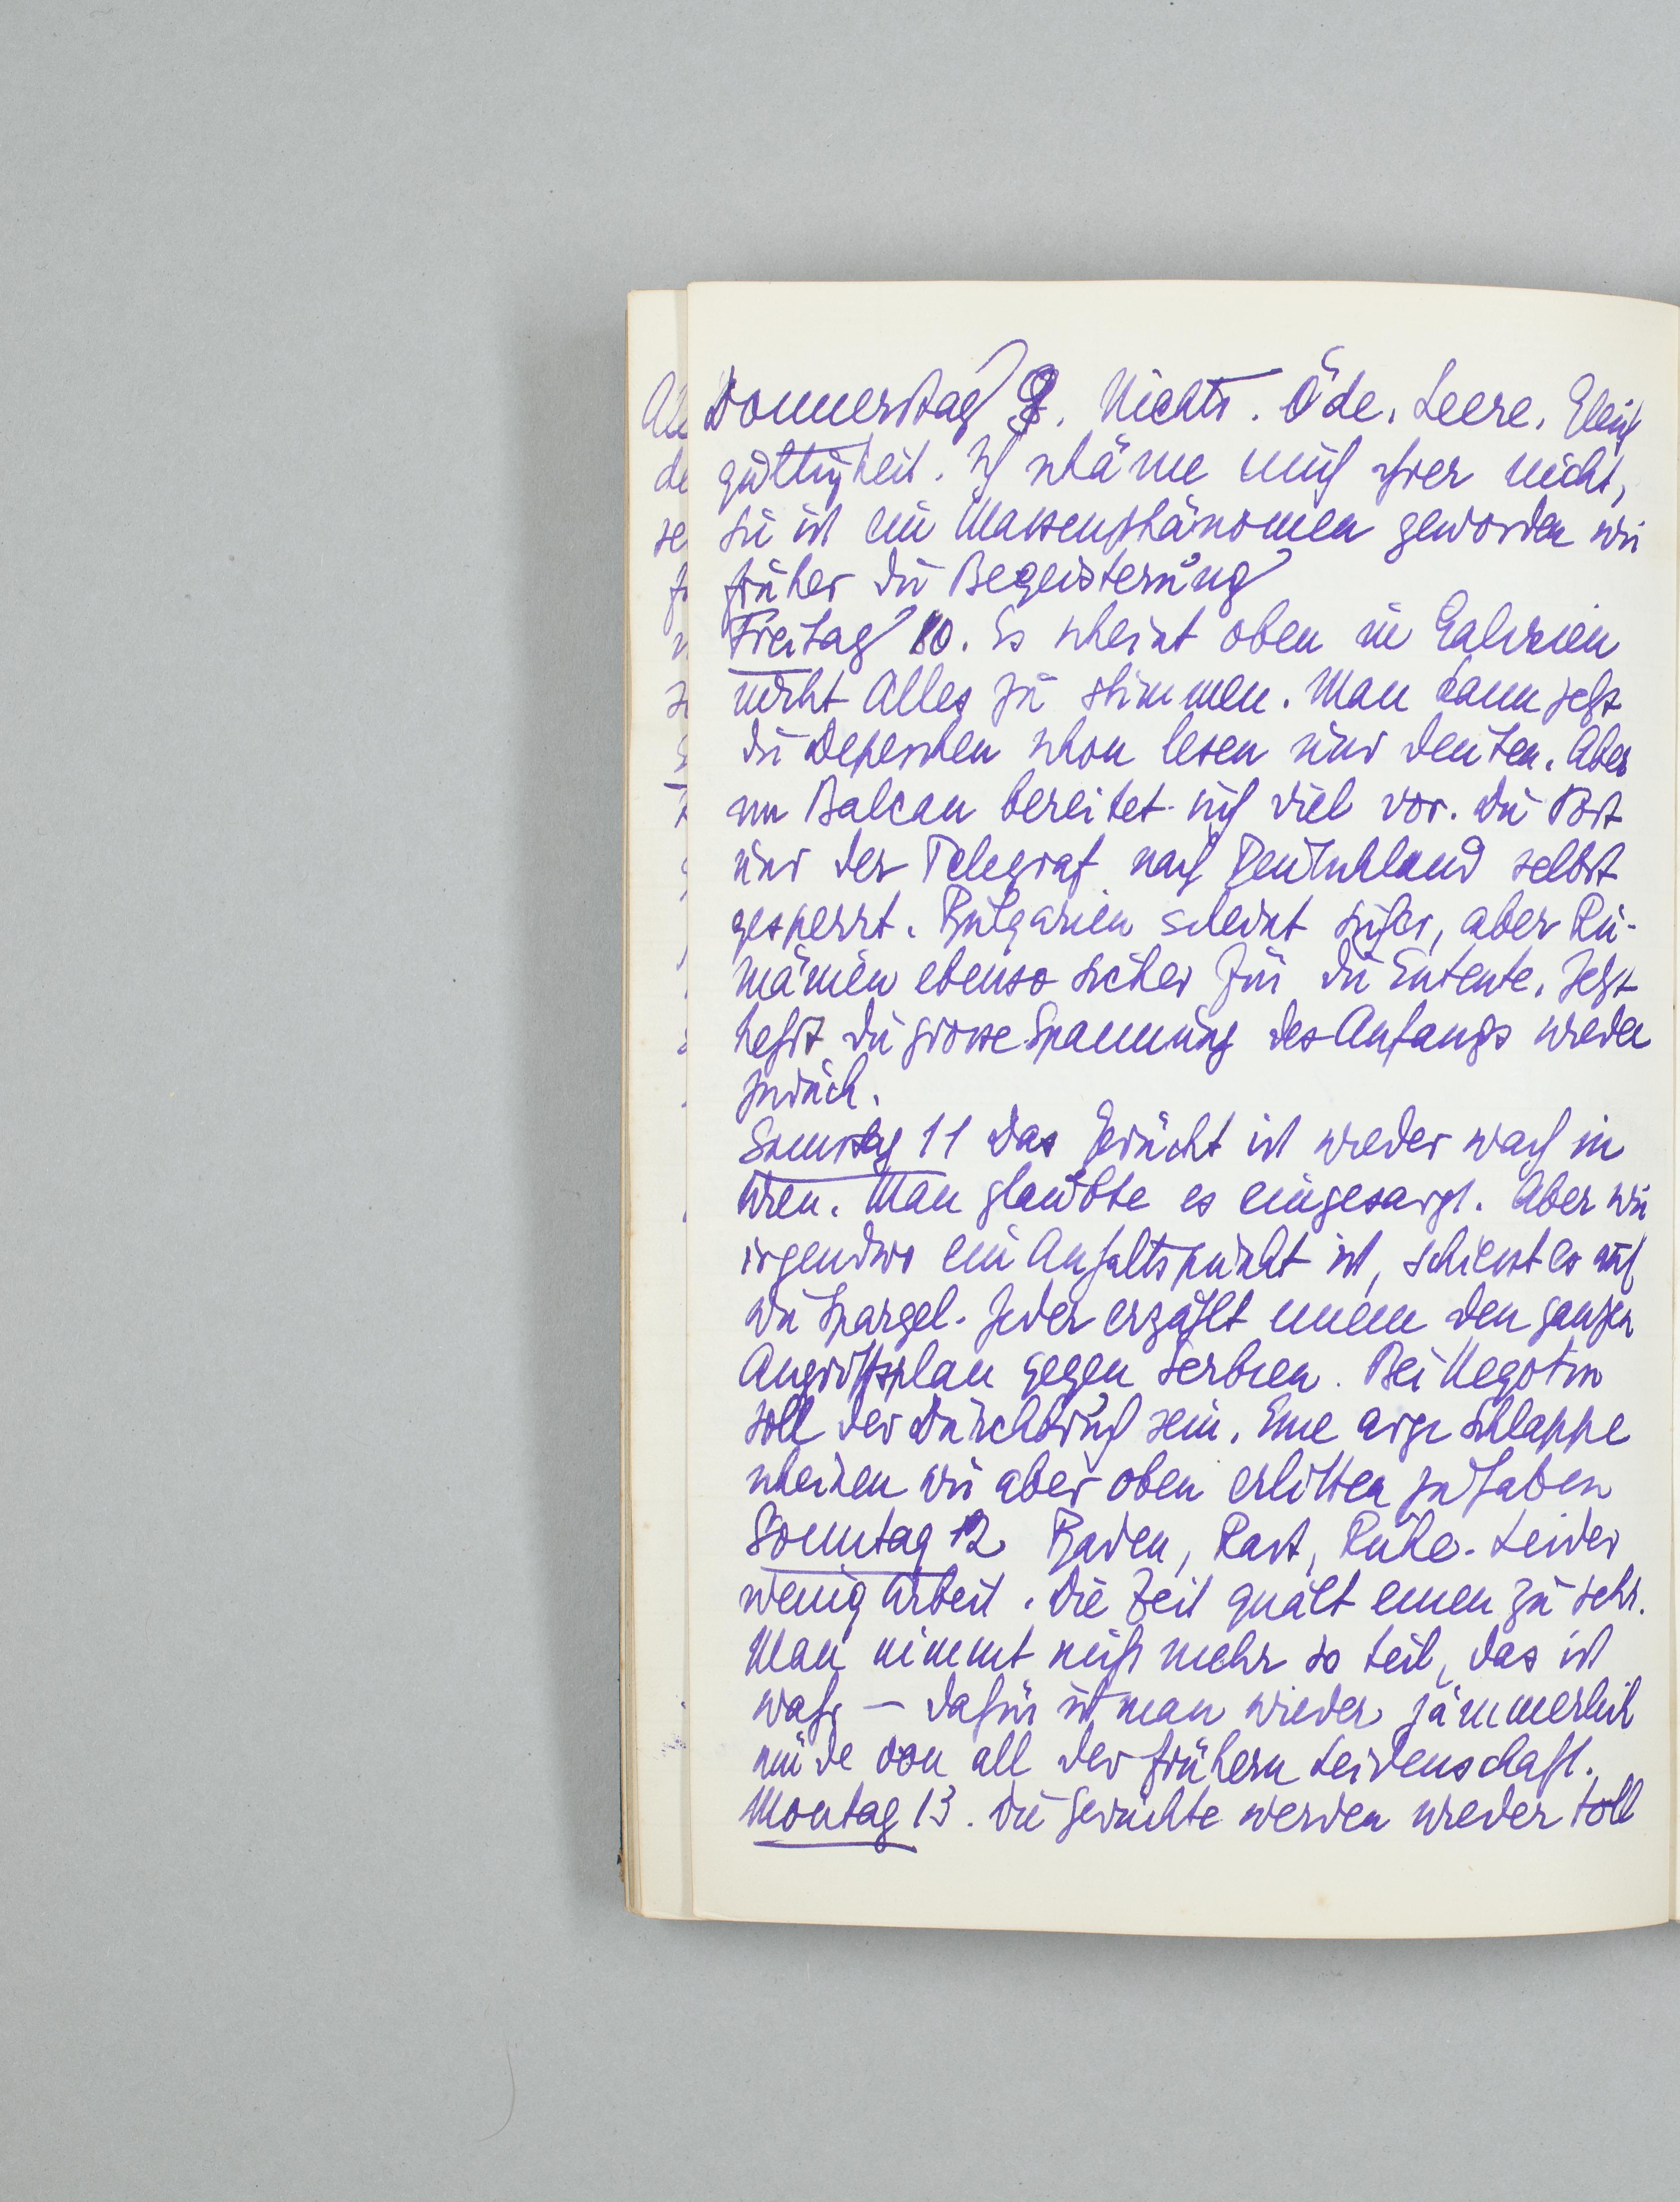 Donnerstag 9. Nichts. Öde, Leere, Gleich
gültigkeit. Ich schäme mich ihrer nicht,
sie ist ein Massenphänomen geworden wie
früher die Begeisterung
Freitag 10. Es scheint oben in Galizien
nicht Alles zu stimmen. Man kann jetzt
die Depeschen schon lesen und deuten. Aber
am Balcan bereitet sich viel vor. Die Post
und der Telegraf nach Deutschland selbst
gesperrt. Bulgarien scheint sicher, aber Ru-
mänien ebenso sicher für die Entente. Jetzt
kehrt die grosse Spannung des Anfangs wieder
zurück.
Samstag 11 Das Gerücht ist wieder wach in
Wien. Man glaubte es eingesargt. Aber wie
irgendwo ein Anhaltspunkt ist, schiesst es auf
wie Spargel. Jeder erzählt einem den ganzen
Angriffsplan gegen Serbien. Bei Negotin
soll der Durchbruch sein. Eine arge Schlappe
scheinen wir aber oben erlitten zu haben
Sonntag 12 Baden, Rast, Ruhe. Leider
wenig Arbeit. Die Zeit quält einen zu sehr.
Man nimmt nicht mehr so teil, das ist
wahr – dafür ist man wieder jämmerlich
müde von all der frühern Leidenschaft.
Montag 13. Die Gerüchte werden wieder toll